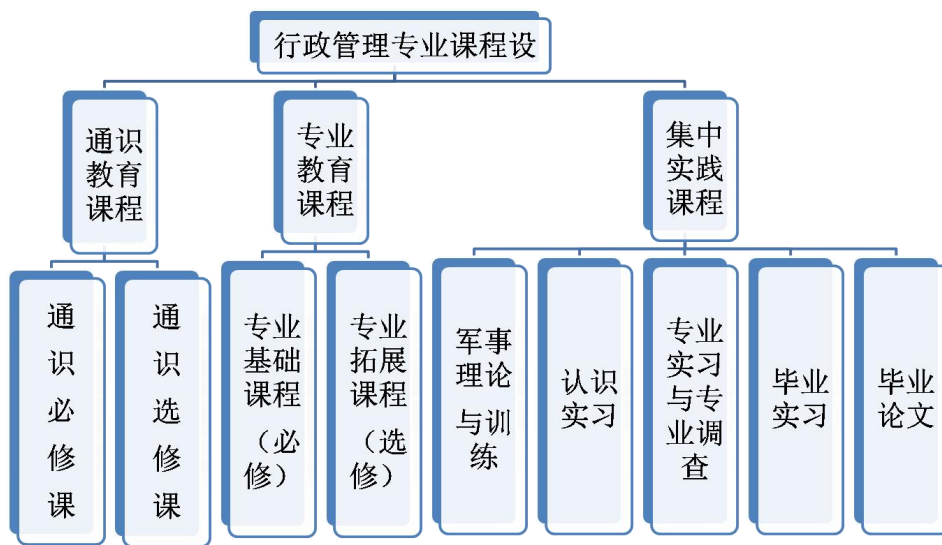 行政管理专业课程设
通识
教育
课程
专业
教育
课程
集中
实践
课程
通
识
必
修
课
通
识
选
修
课
专业
基础
课程
（必
修）
专业
拓展
课程
（选
修）
军事
理论
与训
练
认识
实习
专业
实习
与专
业调
查
毕业
实习
毕业
论文